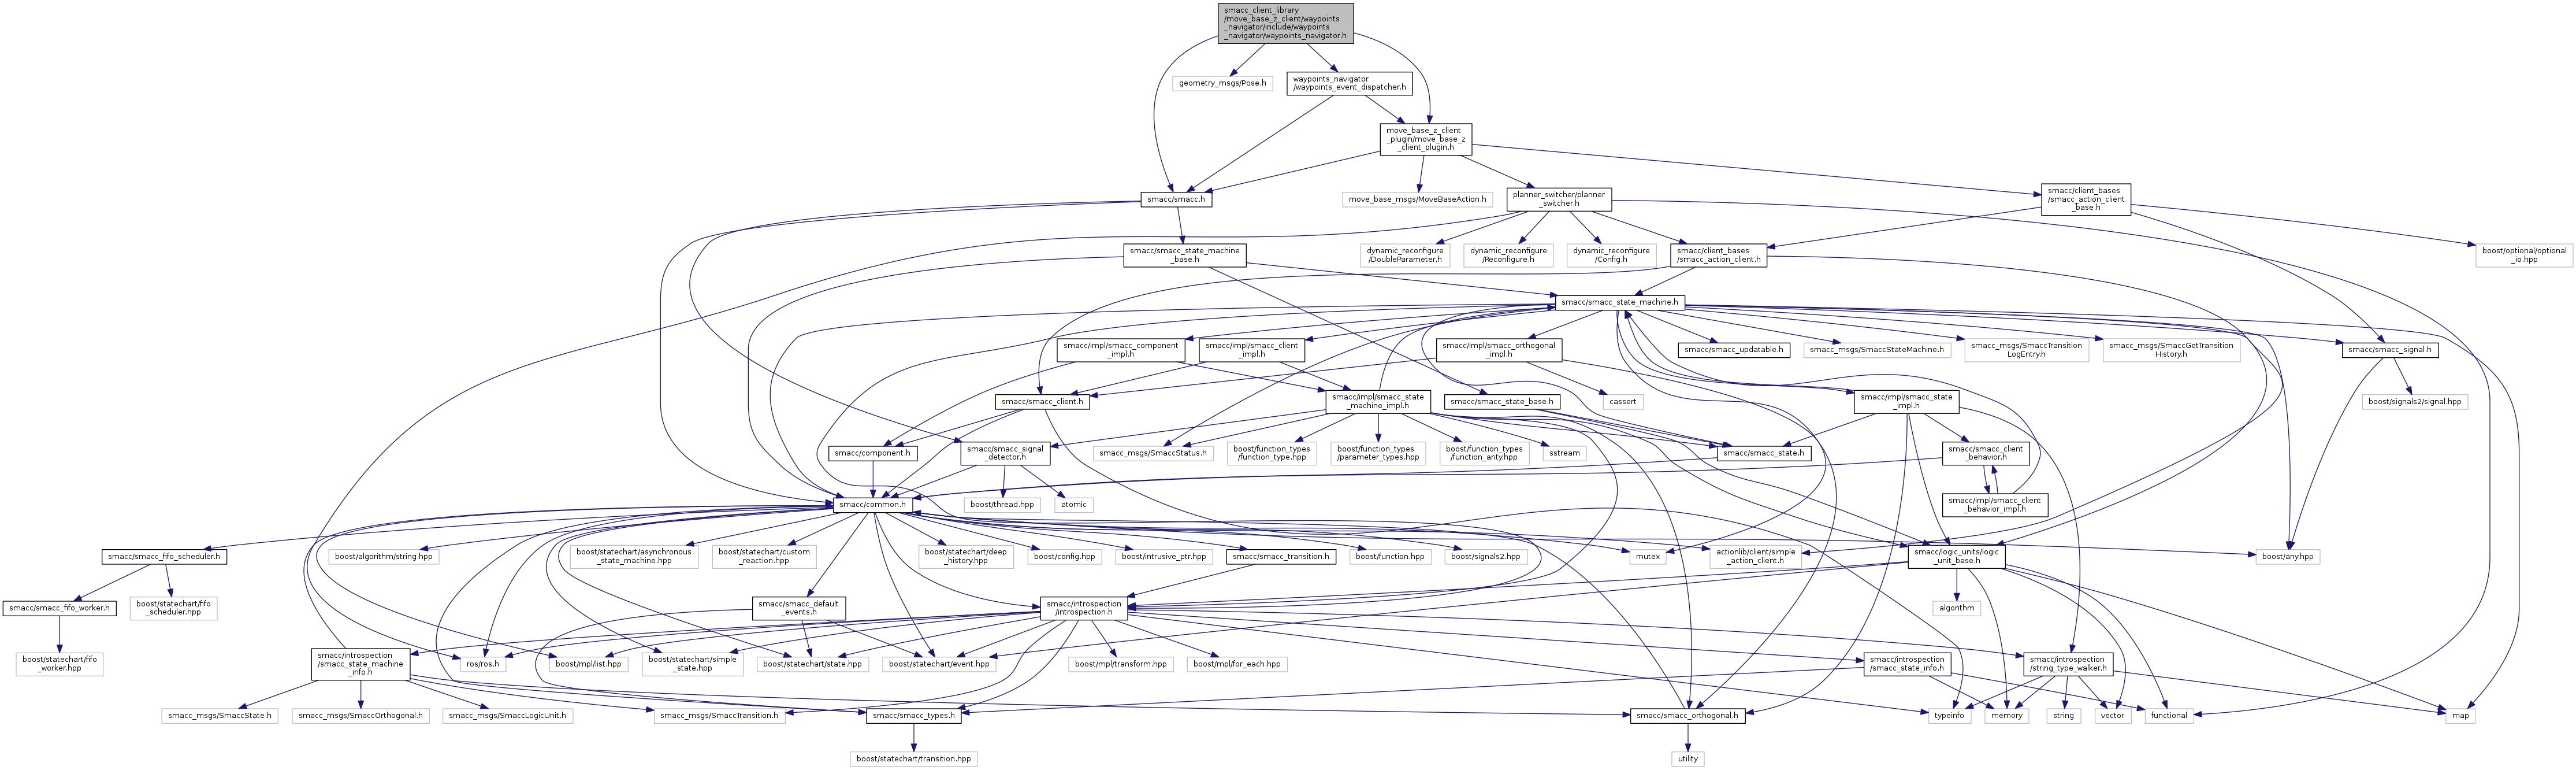 smacc_client_library
/move_base_z_client/waypoints
_navigator/include/waypoints
_navigator/waypoints_navigator.h
geometry_msgs/Pose.h
waypoints_navigator
/waypoints_event_dispatcher.h
move_base_z_client
_plugin/move_base_z
_client_plugin.h
smacc/smacc.h
move_base_msgs/MoveBaseAction.h
planner_switcher/planner
_switcher.h
smacc/client_bases
/smacc_action_client
_base.h
smacc/smacc_state_machine
_base.h
dynamic_reconfigure
/DoubleParameter.h
dynamic_reconfigure
/Reconfigure.h
dynamic_reconfigure
/Config.h
smacc/client_bases
/smacc_action_client.h
boost/optional/optional
_io.hpp
smacc/smacc_state_machine.h
smacc/impl/smacc_component
_impl.h
smacc/impl/smacc_client
_impl.h
smacc/impl/smacc_orthogonal
_impl.h
smacc/smacc_updatable.h
smacc_msgs/SmaccStateMachine.h
smacc_msgs/SmaccTransition
LogEntry.h
smacc_msgs/SmaccGetTransition
History.h
smacc/smacc_signal.h
smacc/smacc_client.h
smacc/impl/smacc_state
_machine_impl.h
smacc/smacc_state_base.h
cassert
smacc/impl/smacc_state
_impl.h
boost/signals2/signal.hpp
smacc/component.h
smacc/smacc_signal
_detector.h
smacc_msgs/SmaccStatus.h
boost/function_types
/function_type.hpp
boost/function_types
/parameter_types.hpp
boost/function_types
/function_arity.hpp
sstream
smacc/smacc_state.h
smacc/smacc_client
_behavior.h
smacc/common.h
boost/thread.hpp
atomic
smacc/impl/smacc_client
_behavior_impl.h
smacc/smacc_fifo_scheduler.h
boost/algorithm/string.hpp
boost/statechart/asynchronous
_state_machine.hpp
boost/statechart/custom
_reaction.hpp
boost/statechart/deep
_history.hpp
boost/config.hpp
boost/intrusive_ptr.hpp
smacc/smacc_transition.h
boost/function.hpp
boost/signals2.hpp
mutex
actionlib/client/simple
_action_client.h
smacc/logic_units/logic
_unit_base.h
boost/any.hpp
smacc/smacc_fifo_worker.h
boost/statechart/fifo
_scheduler.hpp
smacc/smacc_default
_events.h
smacc/introspection
/introspection.h
algorithm
boost/statechart/fifo
_worker.hpp
smacc/introspection
/smacc_state_machine
_info.h
ros/ros.h
boost/mpl/list.hpp
boost/statechart/simple
_state.hpp
boost/statechart/state.hpp
boost/statechart/event.hpp
boost/mpl/transform.hpp
boost/mpl/for_each.hpp
smacc/introspection
/smacc_state_info.h
smacc/introspection
/string_type_walker.h
smacc_msgs/SmaccState.h
smacc_msgs/SmaccOrthogonal.h
smacc_msgs/SmaccLogicUnit.h
smacc_msgs/SmaccTransition.h
smacc/smacc_types.h
smacc/smacc_orthogonal.h
typeinfo
memory
string
vector
functional
map
boost/statechart/transition.hpp
utility